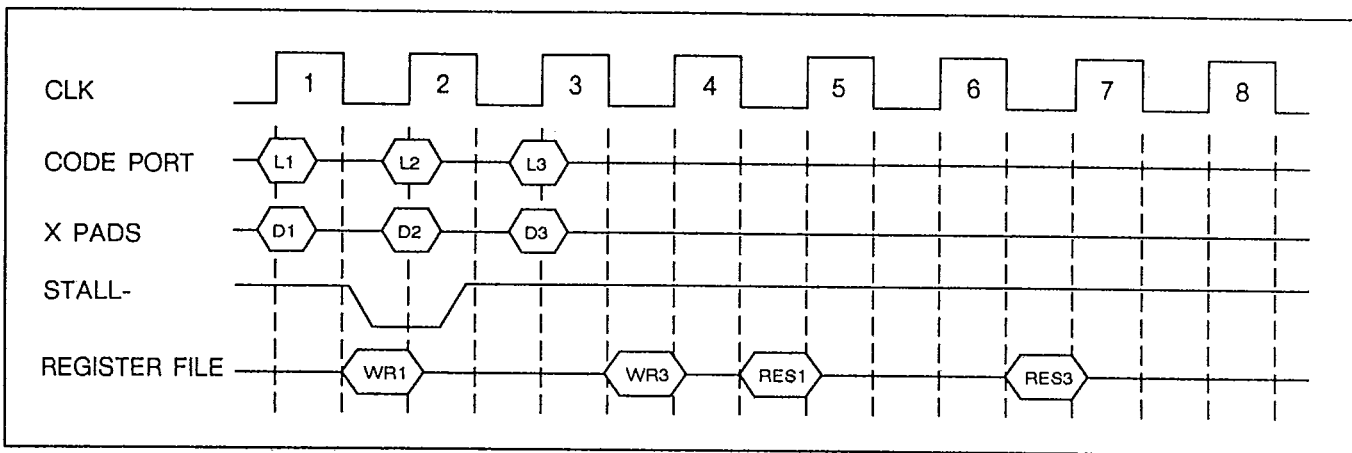 CLK 1 2 3 4 5 6 7 8
CODE PORT L1 L2 L3
X PADS D1 D2 D3
STALL-
REGISTER FILE WR1 WR3 RES1 RES3